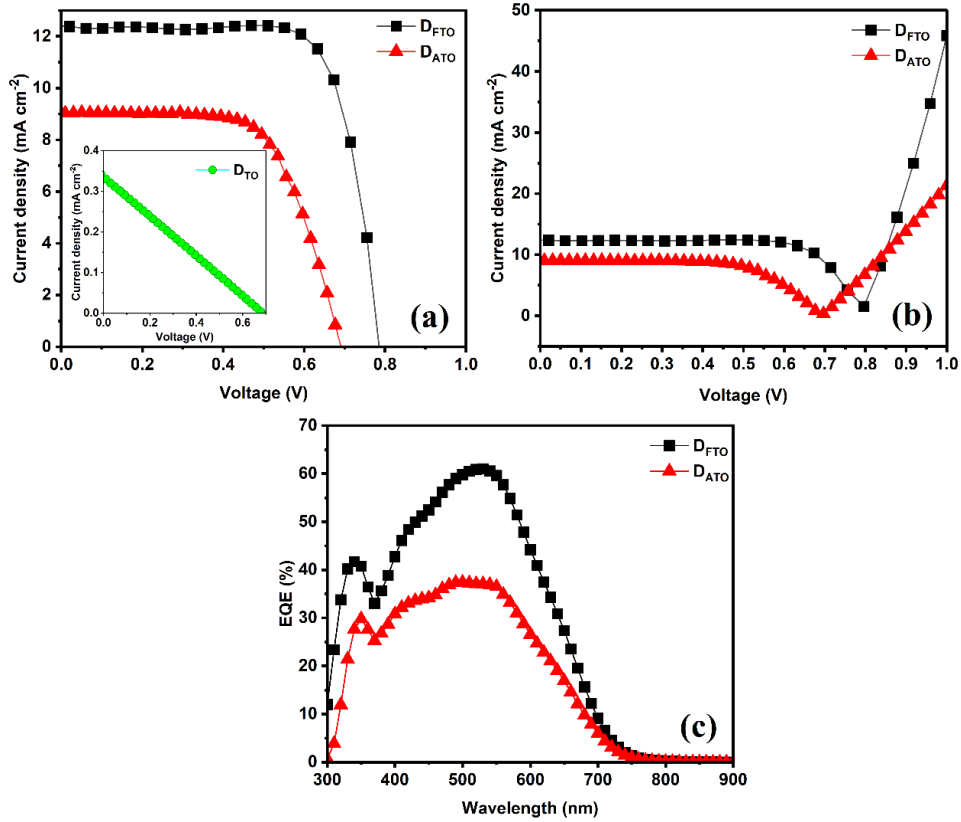 12
10
8
6
4
2
0
Current density (mA cm⁻²)
D_FTO
D_ATO
0.4
0.3
0.2
0.1
0.0
Current density (mA cm⁻²)
D_TO
0.0 0.2 0.4 0.6
Voltage (V)
(a)
0.0 0.2 0.4 0.6 0.8 1.0
Voltage (V)
50
40
30
20
10
0
Current density (mA cm⁻²)
D_FTO
D_ATO
(b)
0.0 0.1 0.2 0.3 0.4 0.5 0.6 0.7 0.8 0.9 1.0
Voltage (V)
70
60
50
40
30
20
10
0
EQE (%)
D_FTO
D_ATO
(c)
300 400 500 600 700 800 900
Wavelength (nm)